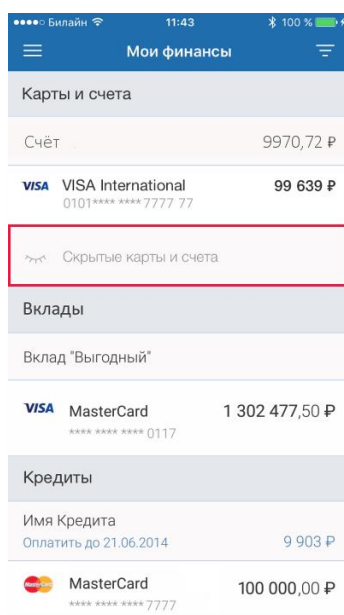 Билайн 11:43 100 %
Мои финансы
Карты и счета
Счёт 9970,72 ₽
VISA VISA International 99 639 ₽
0101**** ****7777 77
Скрытые карты и счета
Вклады
Вклад "Выгодный"
VISA MasterCard 1 302 477,50 ₽
**** **** **** 0117
Кредиты
Имя Кредита
Оплатить до 21.06.2014 9 903 ₽
MasterCard MasterCard 100 000,00 ₽
**** **** **** 7777